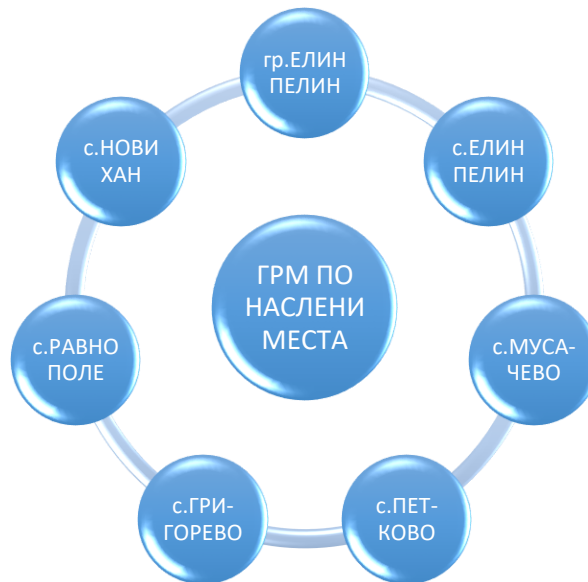 гр.ЕЛИН
ПЕЛИН
с.НОВИ
ХАН
с.ЕЛИН
ПЕЛИН
ГРМ ПО
НАСЛЕНИ
МЕСТА
с.РАВНО
ПОЛЕ
с.МУСА-
ЧЕВО
с.ГРИ-
ГОРЕВО
с.ПЕТ-
КОВО